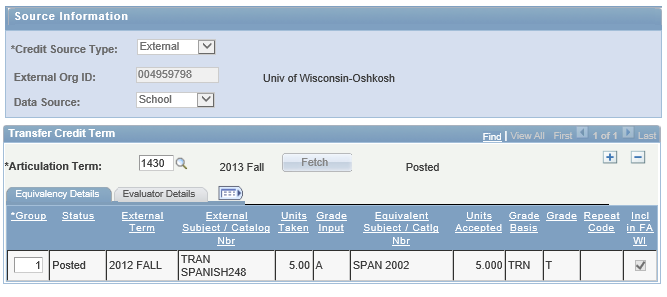 Source Information
*Credit Source Type: External
External Org ID: 004959798 Univ of Wisconsin-Oshkosh
Data Source: School
Transfer Credit Term Find | View All First 1 of 1 Last
*Articulation Term: 1430 2013 Fall Fetch Posted
Equivalency Details Evaluator Details
*Group Status External Term External Subject / Catalog Nbr Units Taken Grade Input Equivalent Subject / Catlg Nbr Units Accepted Grade Basis Grade Repeat Code Incl in FA WI
1 Posted 2012 FALL TRAN SPANISH248 5.00 A SPAN 2002 5.000 TRN T